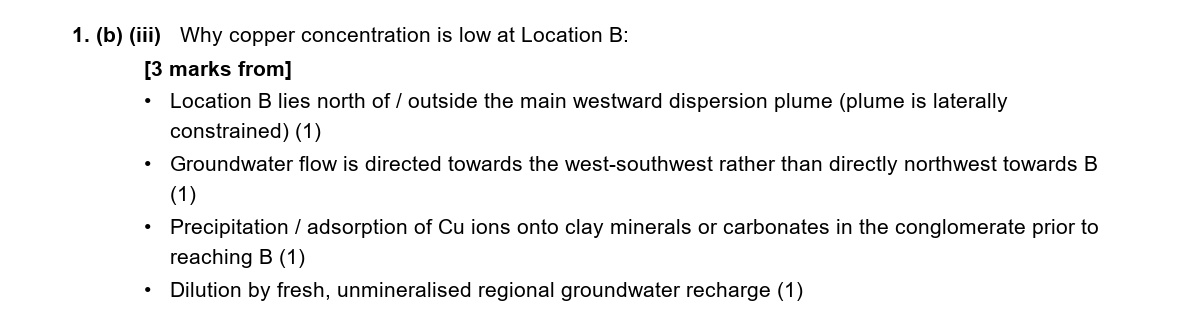 1. (b) (iii) Why copper concentration is low at Location B:
[3 marks from]
• Location B lies north of / outside the main westward dispersion plume (plume is laterally
constrained) (1)
• Groundwater flow is directed towards the west-southwest rather than directly northwest towards B
(1)
• Precipitation / adsorption of Cu ions onto clay minerals or carbonates in the conglomerate prior to
reaching B (1)
• Dilution by fresh, unmineralised regional groundwater recharge (1)